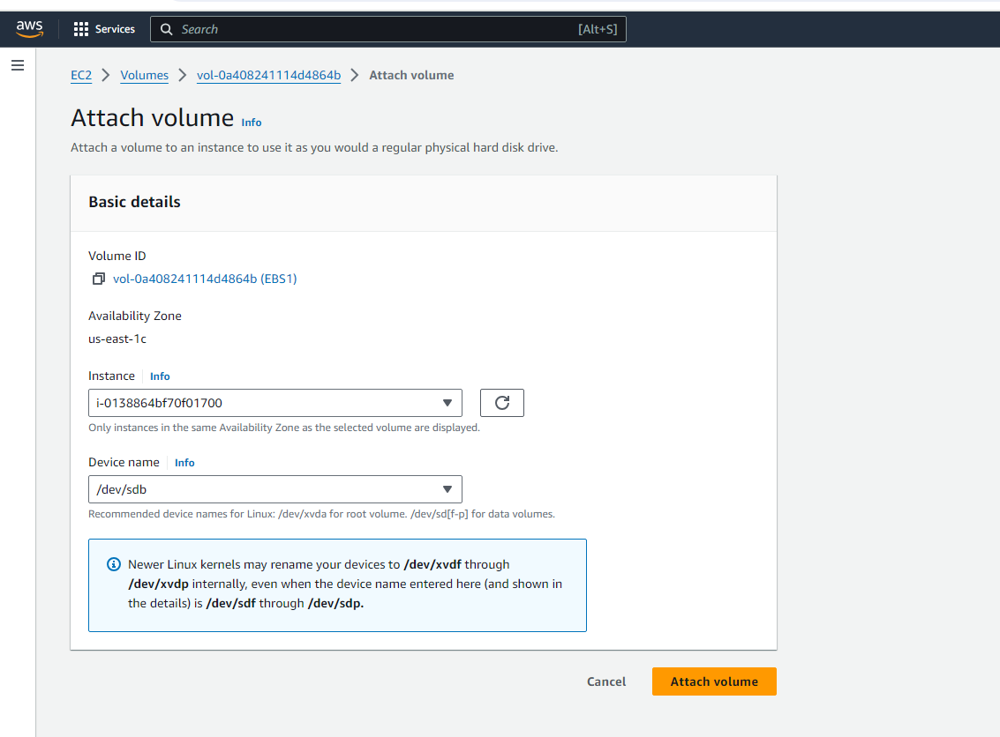 aws Services Search [Alt+S]
EC2 Volumes vol-0a408241114d4864b Attach volume
Attach volume Info
Attach a volume to an instance to use it as you would a regular physical hard disk drive.
Basic details
Volume ID
vol-0a408241114d4864b (EBS1)
Availability Zone
us-east-1c
Instance Info
i-0138864bf70f01700
Only instances in the same Availability Zone as the selected volume are displayed.
Device name Info
/dev/sdb
Recommended device names for Linux: /dev/xvda for root volume. /dev/sd[f-p] for data volumes.
Newer Linux kernels may rename your devices to /dev/xvdf through
/dev/xvdp internally, even when the device name entered here (and shown in
the details) is /dev/sdf through /dev/sdp.
Cancel Attach volume